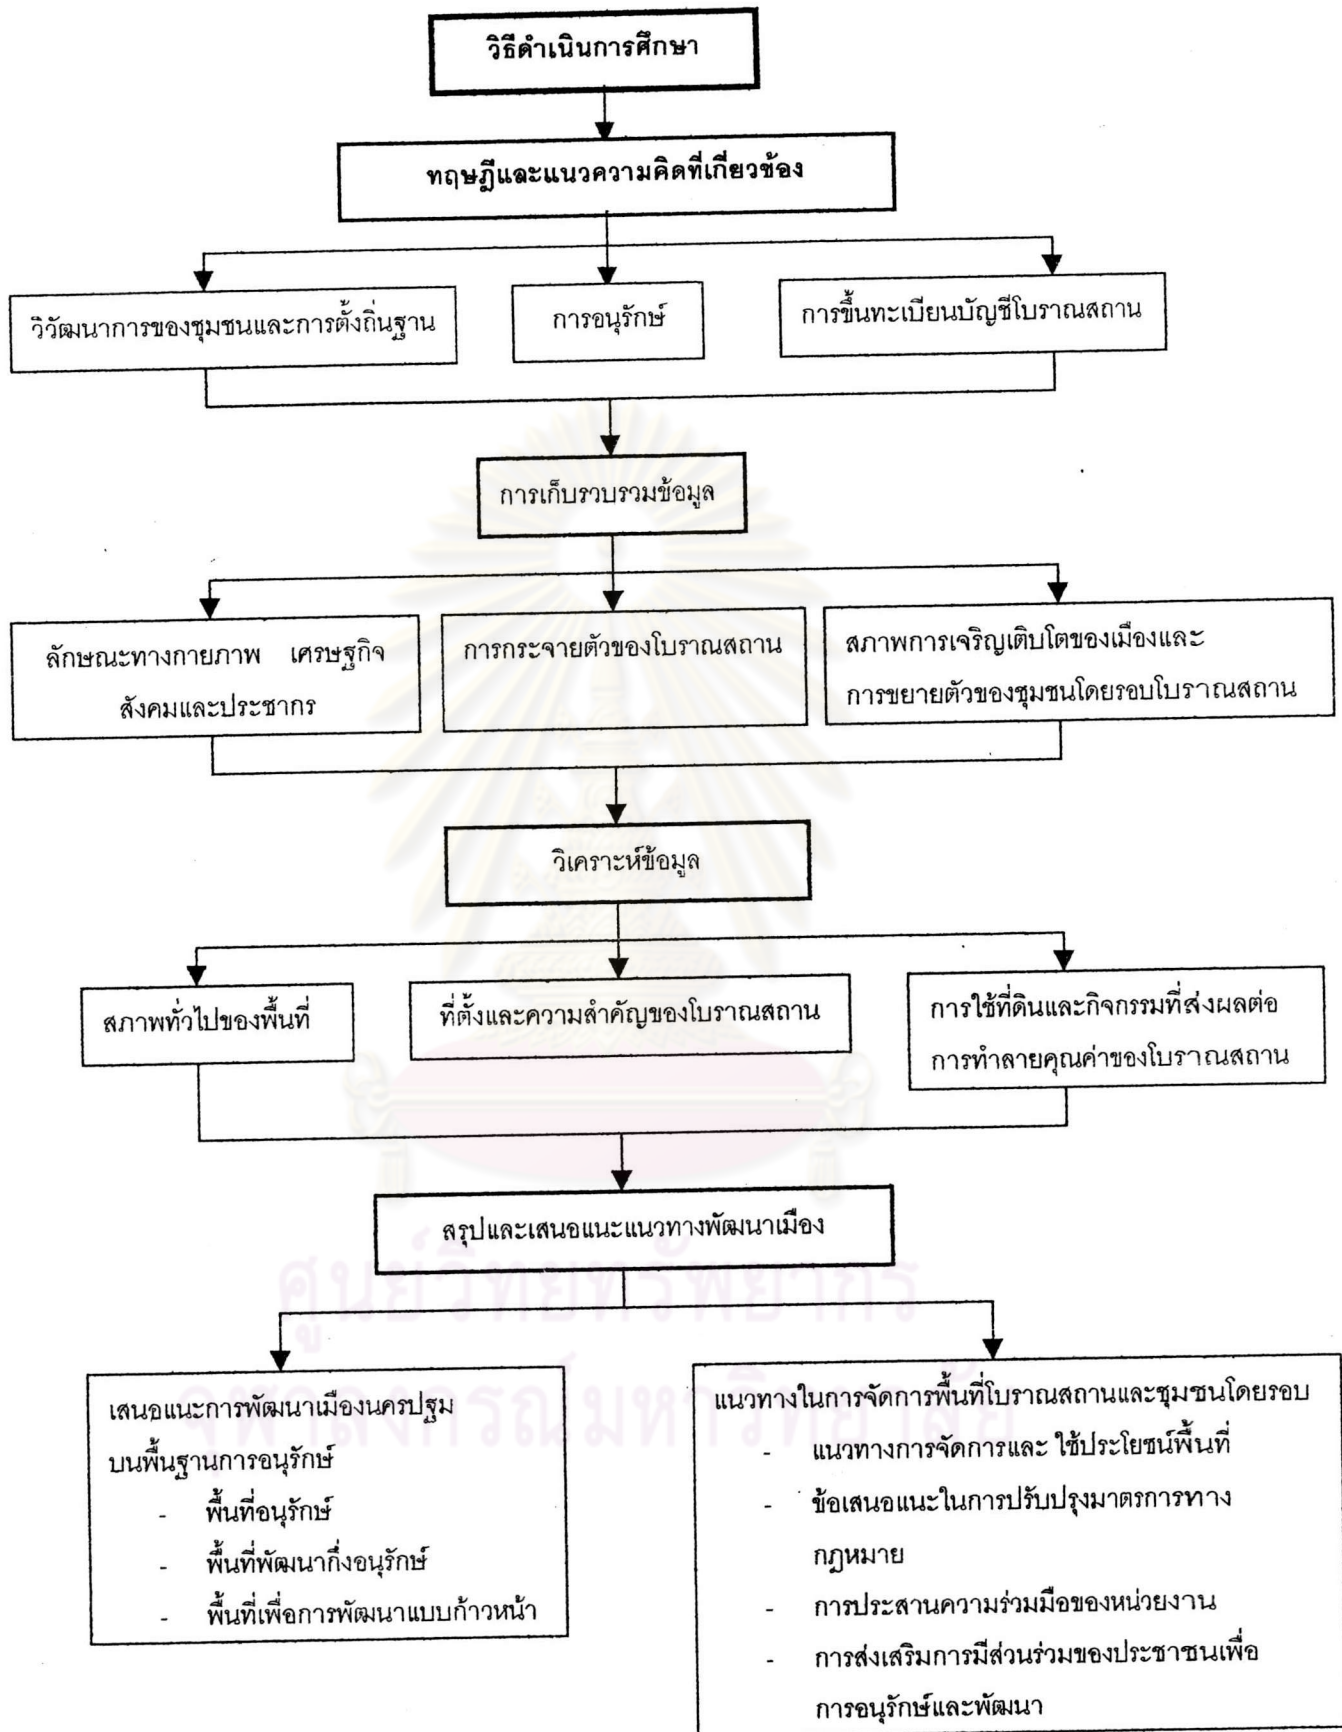 วิธีดำเนินการศึกษา
ทฤษฎีและแนวความคิดที่เกี่ยวข้อง
วิวัฒนาการของชุมชนและการตั้งถิ่นฐาน
การอนุรักษ์
การขึ้นทะเบียนบัญชีโบราณสถาน
การเก็บรวบรวมข้อมูล
ลักษณะทางกายภาพ เศรษฐกิจ
สังคมและประชากร
การกระจายตัวของโบราณสถาน
สภาพการเจริญเติบโตของเมืองและ
การขยายตัวของชุมชนโดยรอบโบราณสถาน
วิเคราะห์ข้อมูล
สภาพทั่วไปของพื้นที่
ที่ตั้งและความสำคัญของโบราณสถาน
การใช้ที่ดินและกิจกรรมที่ส่งผลต่อ
การทำลายคุณค่าของโบราณสถาน
สรุปและเสนอแนะแนวทางพัฒนาเมือง
ศูนย์วิทยทรัพยากร
จุฬาลงกรณ์มหาวิทยาลัย
เสนอแนะการพัฒนาเมืองนครปฐม
บนพื้นฐานการอนุรักษ์
- พื้นที่อนุรักษ์
- พื้นที่พัฒนากึ่งอนุรักษ์
- พื้นที่เพื่อการพัฒนาแบบก้าวหน้า
แนวทางในการจัดการพื้นที่โบราณสถานและชุมชนโดยรอบ
- แนวทางการจัดการและ ใช้ประโยชน์พื้นที่
- ข้อเสนอแนะในการปรับปรุงมาตรการทาง
กฎหมาย
- การประสานความร่วมมือของหน่วยงาน
- การส่งเสริมการมีส่วนร่วมของประชาชนเพื่อ
การอนุรักษ์และพัฒนา